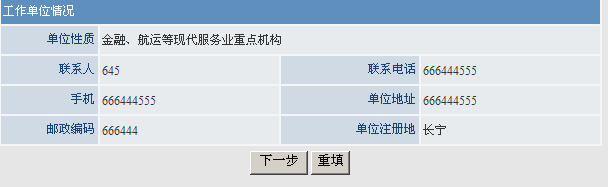 工作单位情况
单位性质 金融、航运等现代服务业重点机构
联系人 645 联系电话 666444555
手机 666444555 单位地址 666444555
邮政编码 666444 单位注册地 长宁
下一步 重填